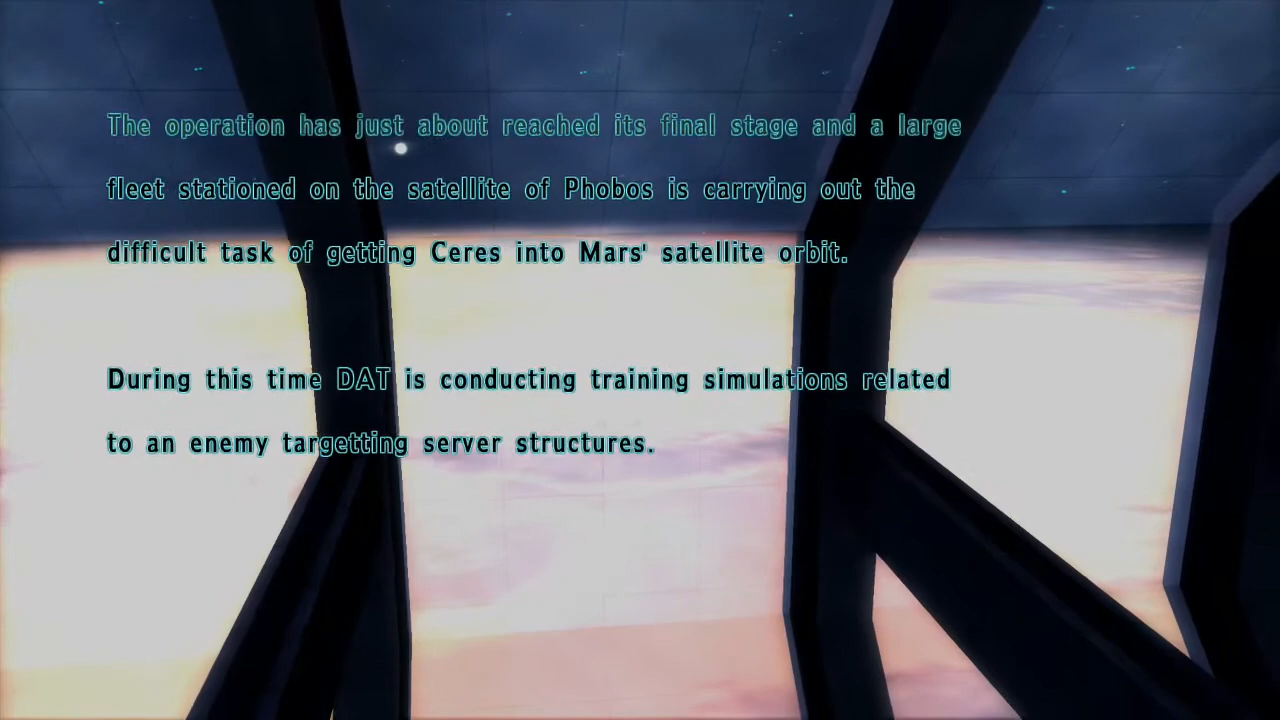 The operation has just about reached its final stage and a large
fleet stationed on the satellite of Phobos is carrying out the
difficult task of getting Ceres into Mars' satellite orbit.
During this time DAT is conducting training simulations related
to an enemy targetting server structures.